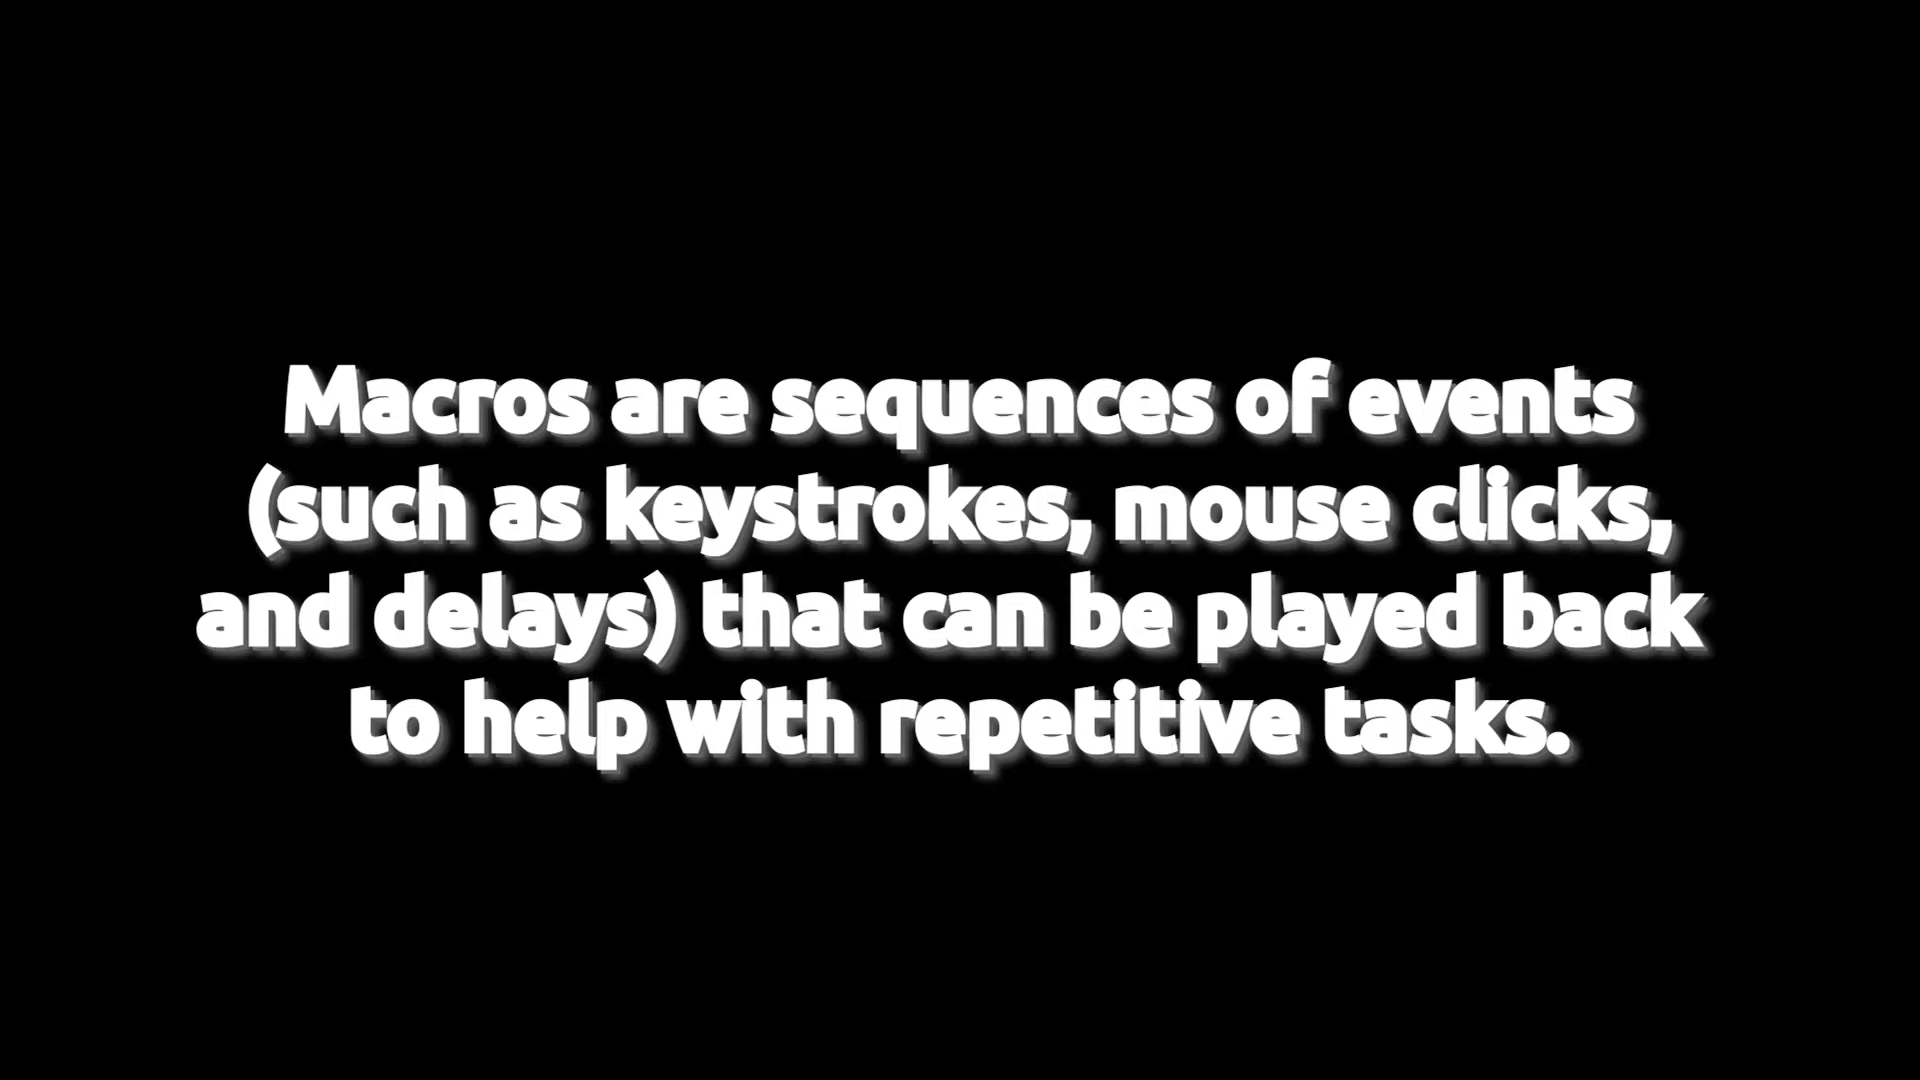 Macros are sequences of events
(such as keystrokes, mouse clicks,
and delays) that can be played back
to help with repetitive tasks.